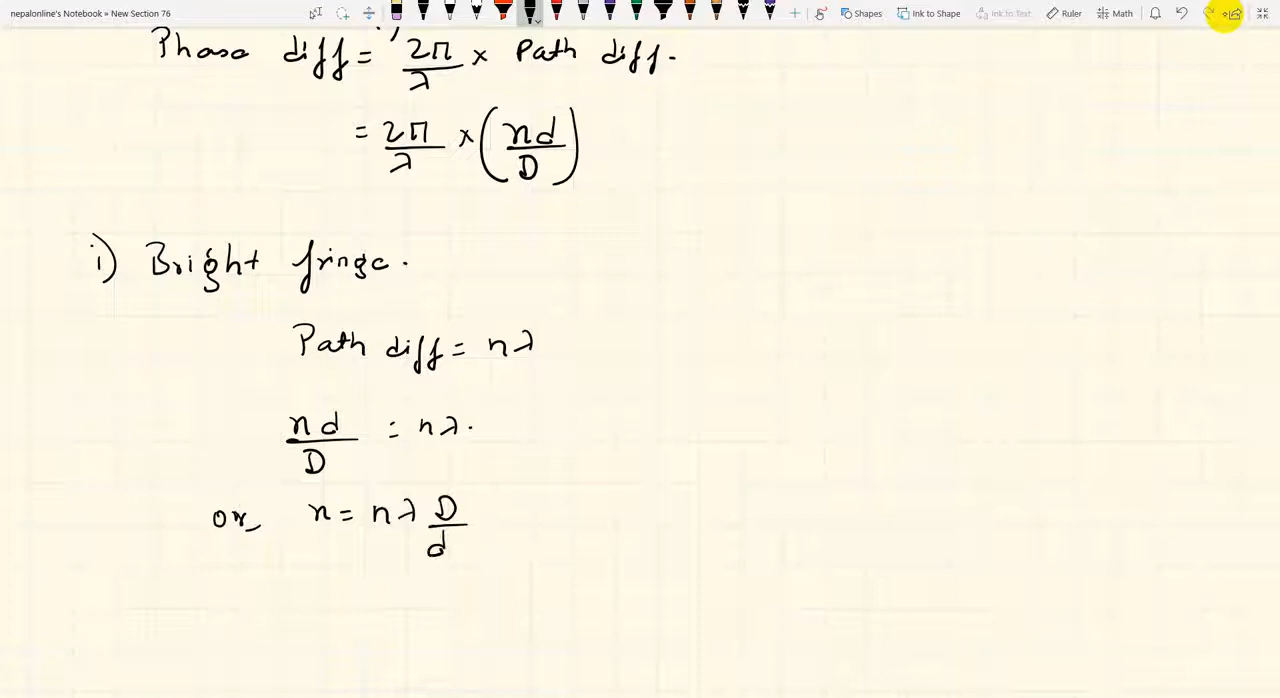 nepalonline's Notebook » New Section 76
Shapes Ink to Shape Ink to Text Ruler Math
Phase diff = 2π/λ × Path diff.
= 2π/λ × (xd/D)
i) Bright fringe.
Path diff = nλ
xd/D = nλ.
or, x = nλ D/d